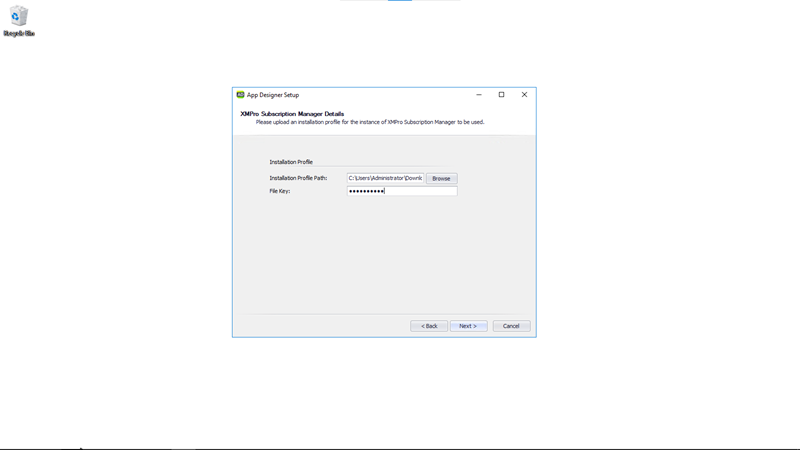 Recycle Bin
App Designer Setup
XMPro Subscription Manager Details
Please upload an installation profile for the instance of XMPro Subscription Manager to be used.
Installation Profile
Installation Profile Path: C:\Users\Administrator\Downlo Browse
File Key: ●●●●●●●●●●
< Back Next > Cancel